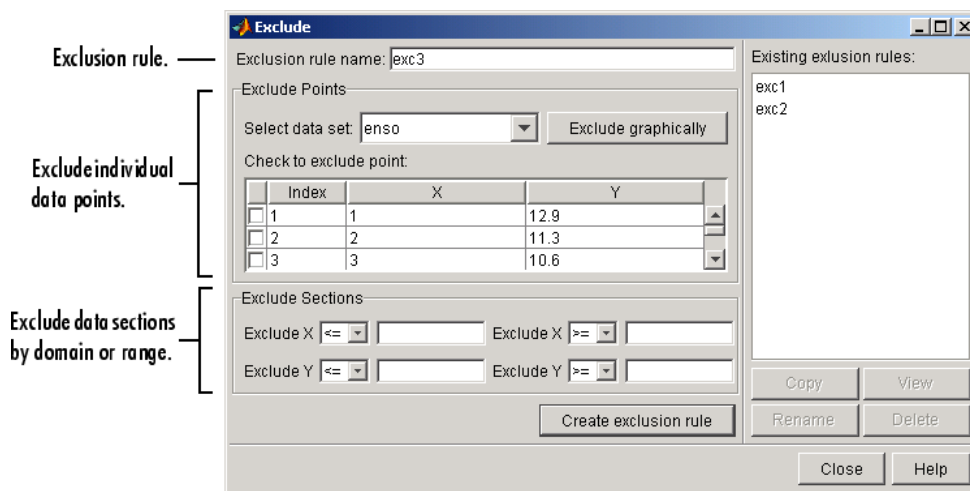 Exclude
Exclusion rule.
Exclusion rule name: exc3
Existing exlusion rules:
exc1
exc2
Exclude individual
data points.
Exclude Points
Select data set: enso
Exclude graphically
Check to exclude point:
Index X Y
1 1 12.9
2 2 11.3
3 3 10.6
Exclude data sections
by domain or range.
Exclude Sections
Exclude X <= Exclude X >=
Exclude Y <= Exclude Y >=
Create exclusion rule
Copy View
Rename Delete
Close Help